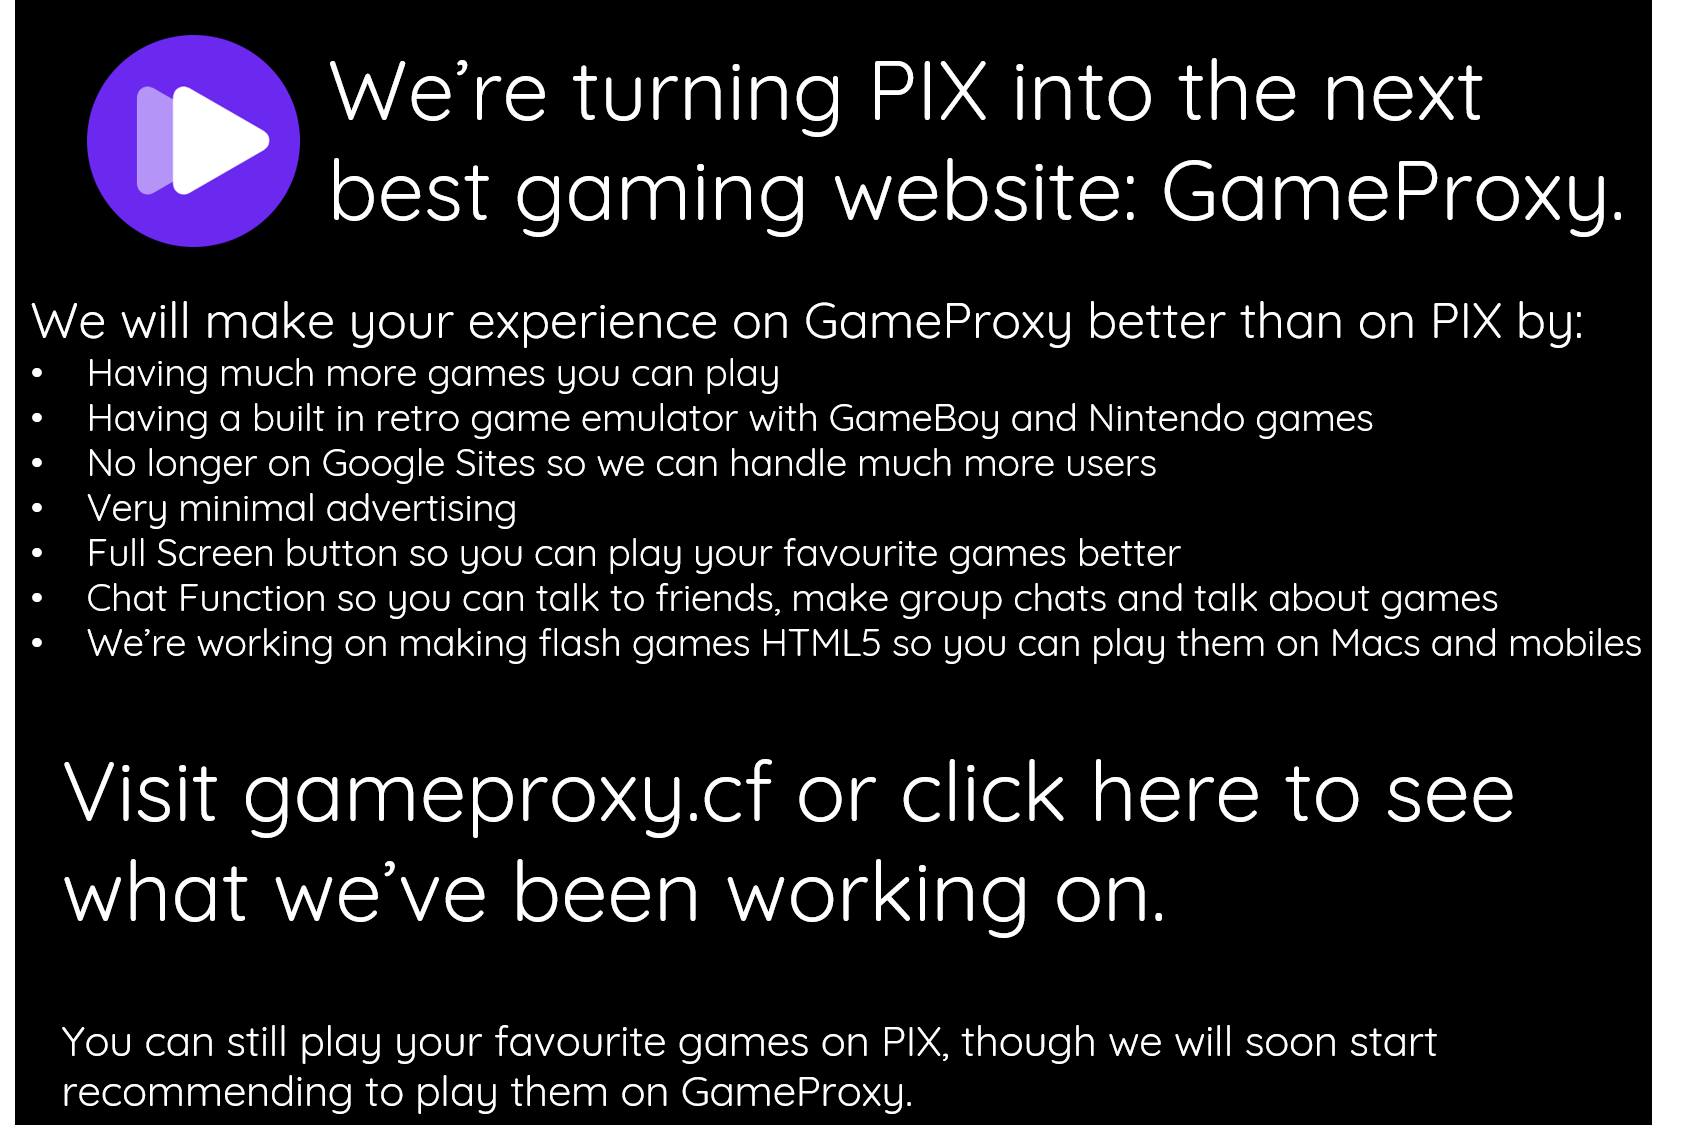 We’re turning PIX into the next
best gaming website: GameProxy.
We will make your experience on GameProxy better than on PIX by:
• Having much more games you can play
• Having a built in retro game emulator with GameBoy and Nintendo games
• No longer on Google Sites so we can handle much more users
• Very minimal advertising
• Full Screen button so you can play your favourite games better
• Chat Function so you can talk to friends, make group chats and talk about games
• We’re working on making flash games HTML5 so you can play them on Macs and mobiles
Visit gameproxy.cf or click here to see
what we’ve been working on.
You can still play your favourite games on PIX, though we will soon start
recommending to play them on GameProxy.